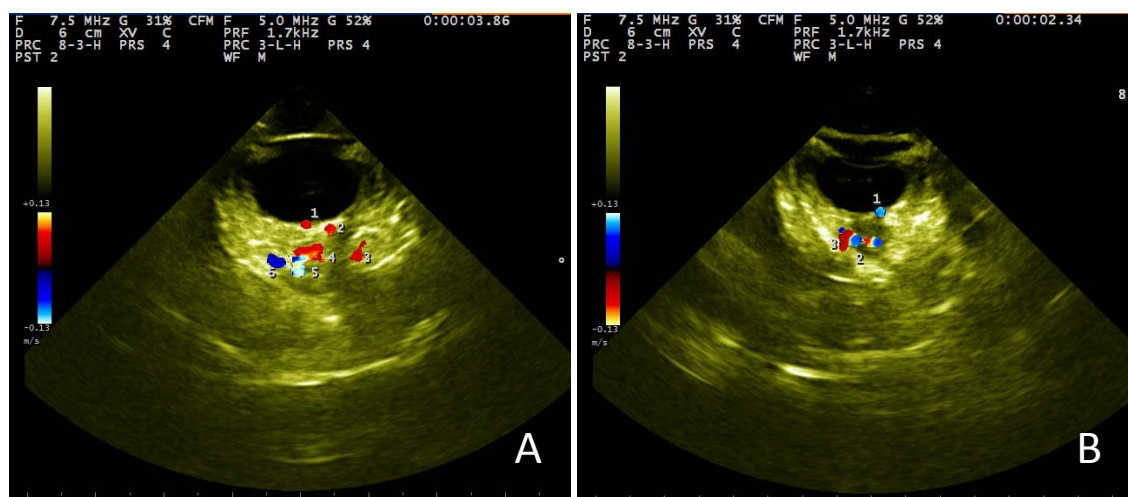 F 7.5 MHz G 31% CFM F 5.0 MHz G 52% 0:00:03.86
D 6 cm XV C PRF 1.7kHz
PRC 8-3-H PRS 4 PRC 3-L-H PRS 4
PST 2 WF M
+0.13
1
2
3
4
5
6
-0.13
m/s
A
F 7.5 MHz G 31% CFM F 5.0 MHz G 52% 0:00:02.34
D 6 cm XV C PRF 1.7kHz
PRC 8-3-H PRS 4 PRC 3-L-H PRS 4
PST 2 WF M
8
+0.13
1
3
2
-0.13
m/s
B